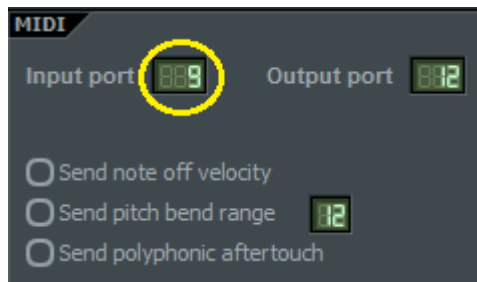 MIDI
Input port 9 Output port 12
Send note off velocity
Send pitch bend range 12
Send polyphonic aftertouch